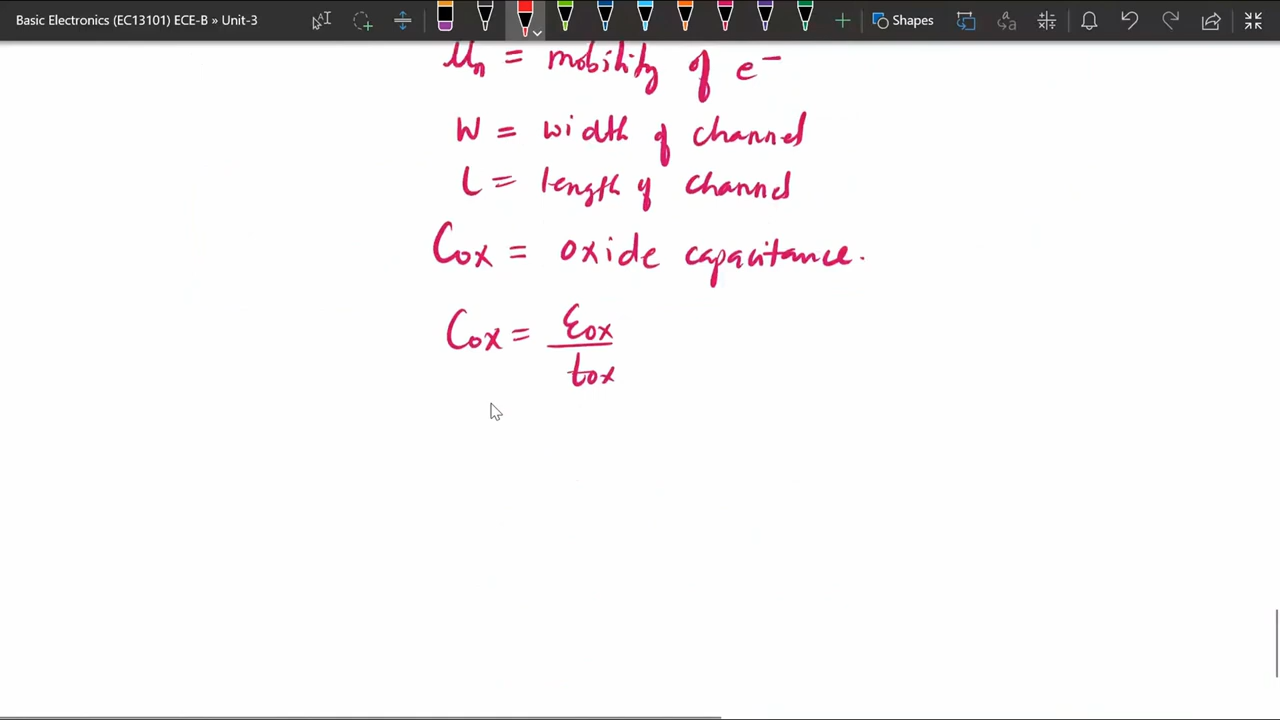 Basic Electronics (EC13101) ECE-B » Unit-3
Shapes
μn = mobility of e−
W = width of channel
L = length of channel
Cox = oxide capacitance.
Cox = εox / tox